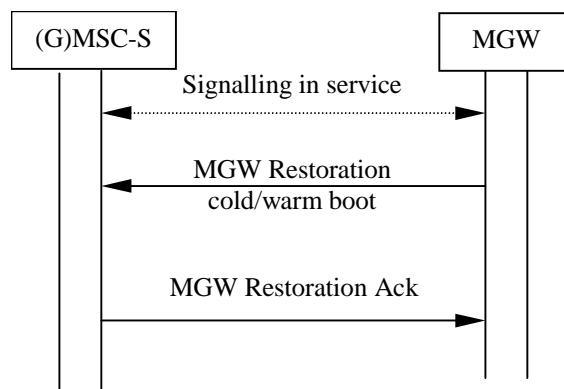 (G)MSC-S
MGW
Signalling in service
MGW Restoration
cold/warm boot
MGW Restoration Ack